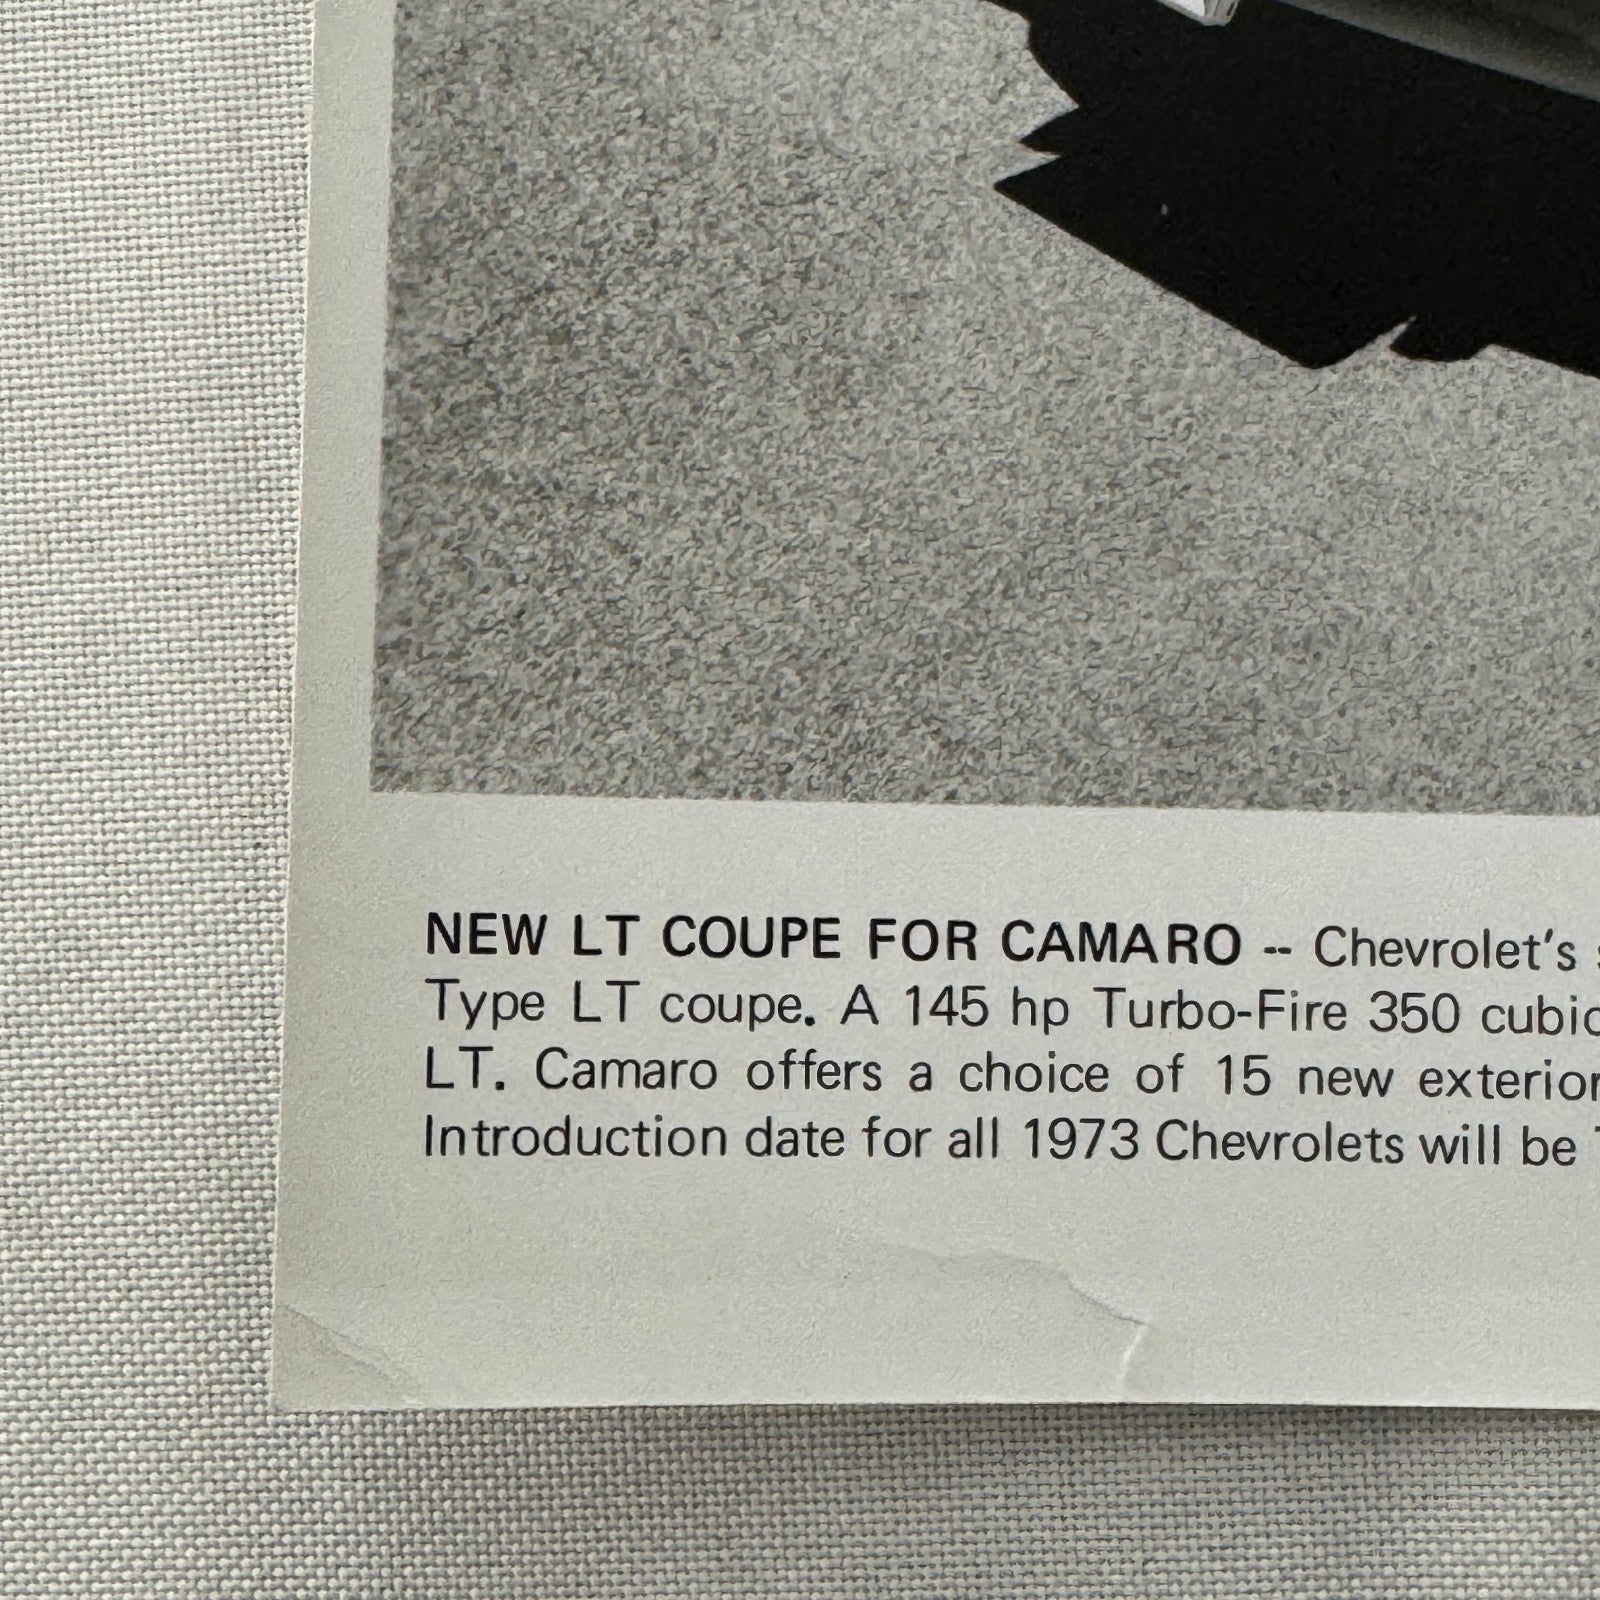 NEW LT COUPE FOR CAMARO -- Chevrolet's
Type LT coupe. A 145 hp Turbo-Fire 350 cubic
LT. Camaro offers a choice of 15 new exterior
Introduction date for all 1973 Chevrolets will be